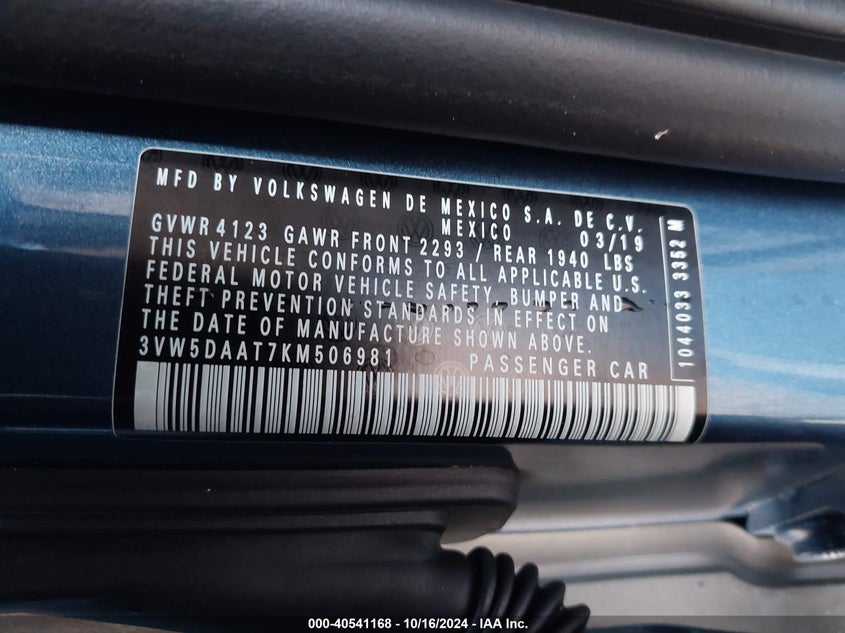 MFD BY VOLKSWAGEN DE MEXICO S.A. DE C.V.
MEXICO 03/19
GVWR 4123 GAWR FRONT 2293 / REAR 1940 LBS
THIS VEHICLE CONFORMS TO ALL APPLICABLE U.S.
FEDERAL MOTOR VEHICLE SAFETY, BUMPER AND
THEFT PREVENTION STANDARDS IN EFFECT ON
THE DATE OF MANUFACTURE SHOWN ABOVE.
3VW5DAAT7KM506981 PASSENGER CAR
1044033 3352 M
000-40541168 - 10/16/2024 - IAA Inc.